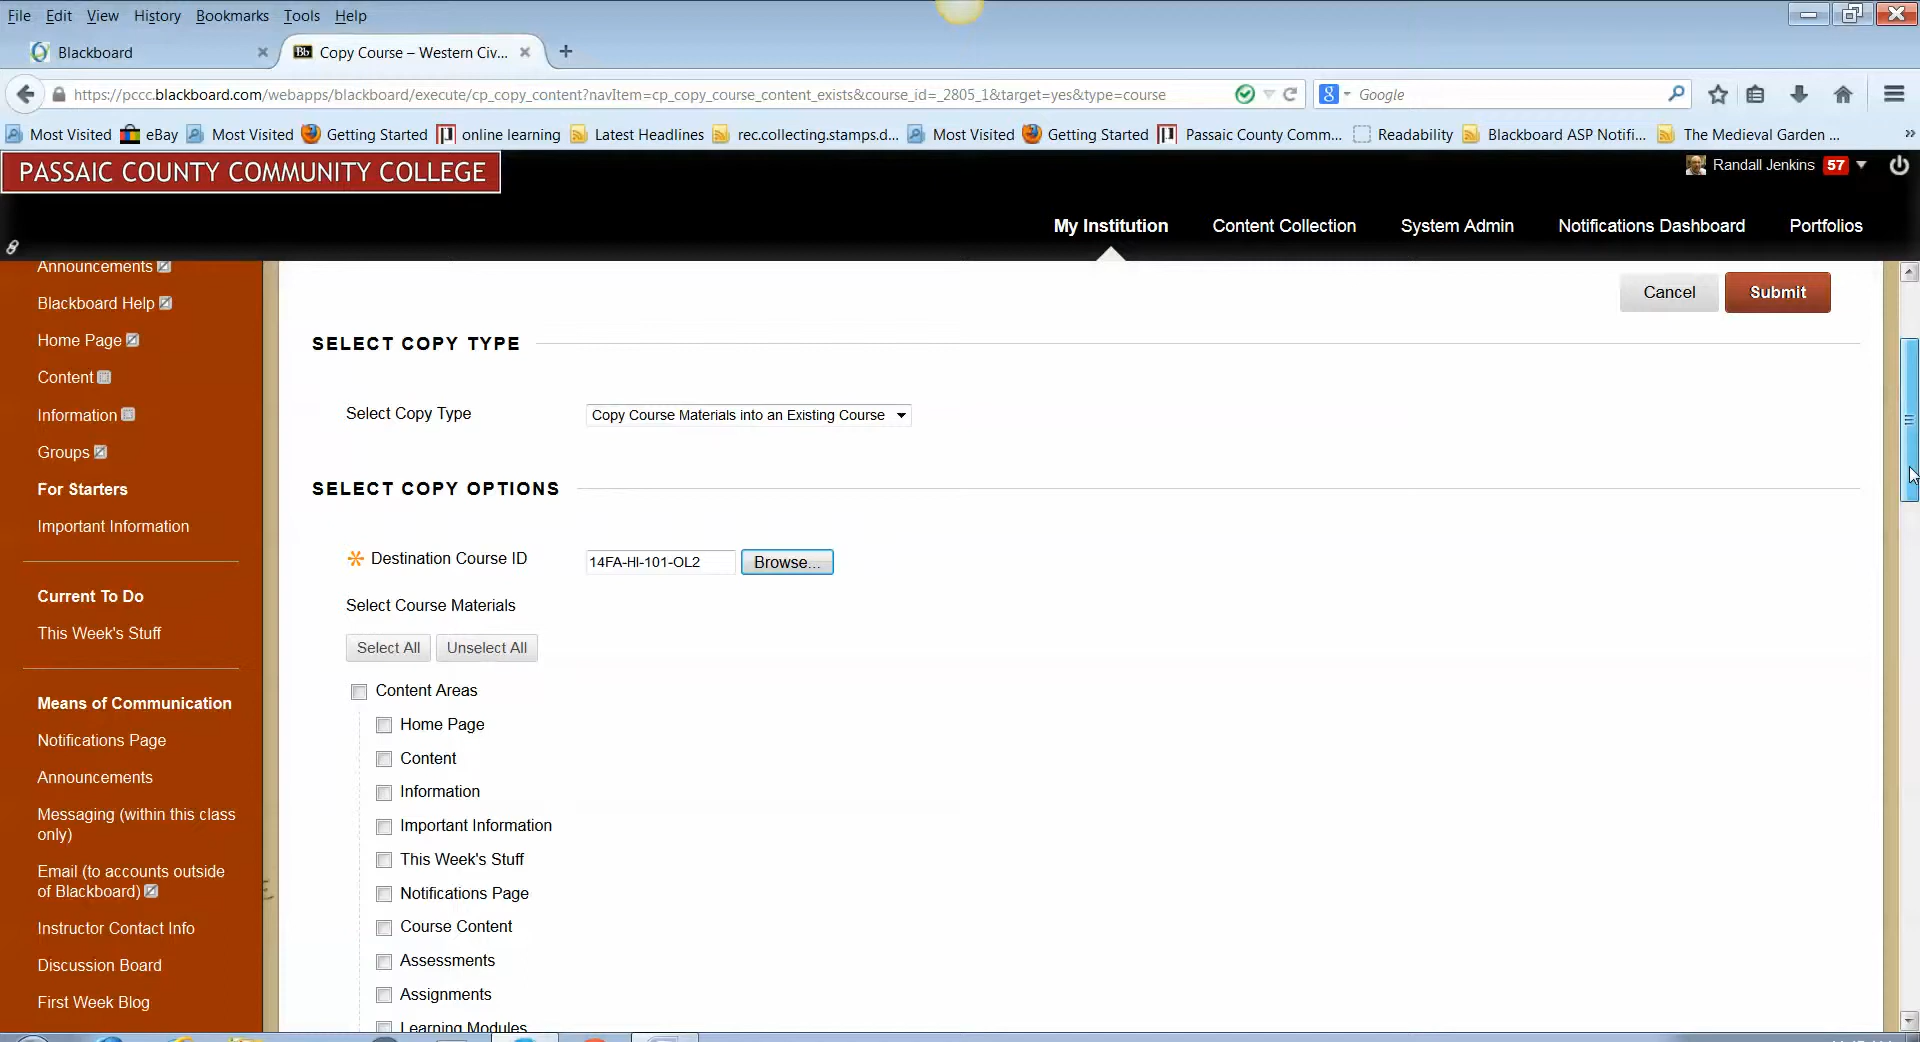 File Edit View History Bookmarks Tools Help
Blackboard
Bb Copy Course – Western Civ...
https://pccc.blackboard.com/webapps/blackboard/execute/cp_copy_content?navItem=cp_copy_course_content_exists&course_id=_2805_1&target=yes&type=course
8 Google
Most Visited eBay Most Visited Getting Started online learning Latest Headlines rec.collecting.stamps.d... Most Visited Getting Started Passaic County Comm... Readability Blackboard ASP Notifi... The Medieval Garden ... »
PASSAIC COUNTY COMMUNITY COLLEGE
Randall Jenkins 57
My Institution Content Collection System Admin Notifications Dashboard Portfolios
Announcements
Blackboard Help
Home Page
Content
Information
Groups
For Starters
Important Information
Current To Do
This Week's Stuff
Means of Communication
Notifications Page
Announcements
Messaging (within this class
only)
Email (to accounts outside
of Blackboard)
Instructor Contact Info
Discussion Board
First Week Blog
Cancel Submit
SELECT COPY TYPE
Select Copy Type Copy Course Materials into an Existing Course
SELECT COPY OPTIONS
Destination Course ID 14FA-HI-101-OL2 Browse...
Select Course Materials
Select All Unselect All
Content Areas
Home Page
Content
Information
Important Information
This Week's Stuff
Notifications Page
Course Content
Assessments
Assignments
Learning Modules